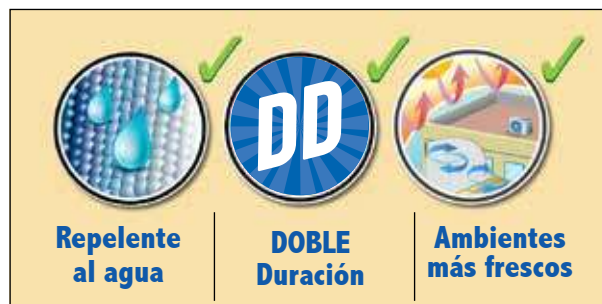 DD
Repelente
al agua
DOBLE
Duración
Ambientes
más frescos